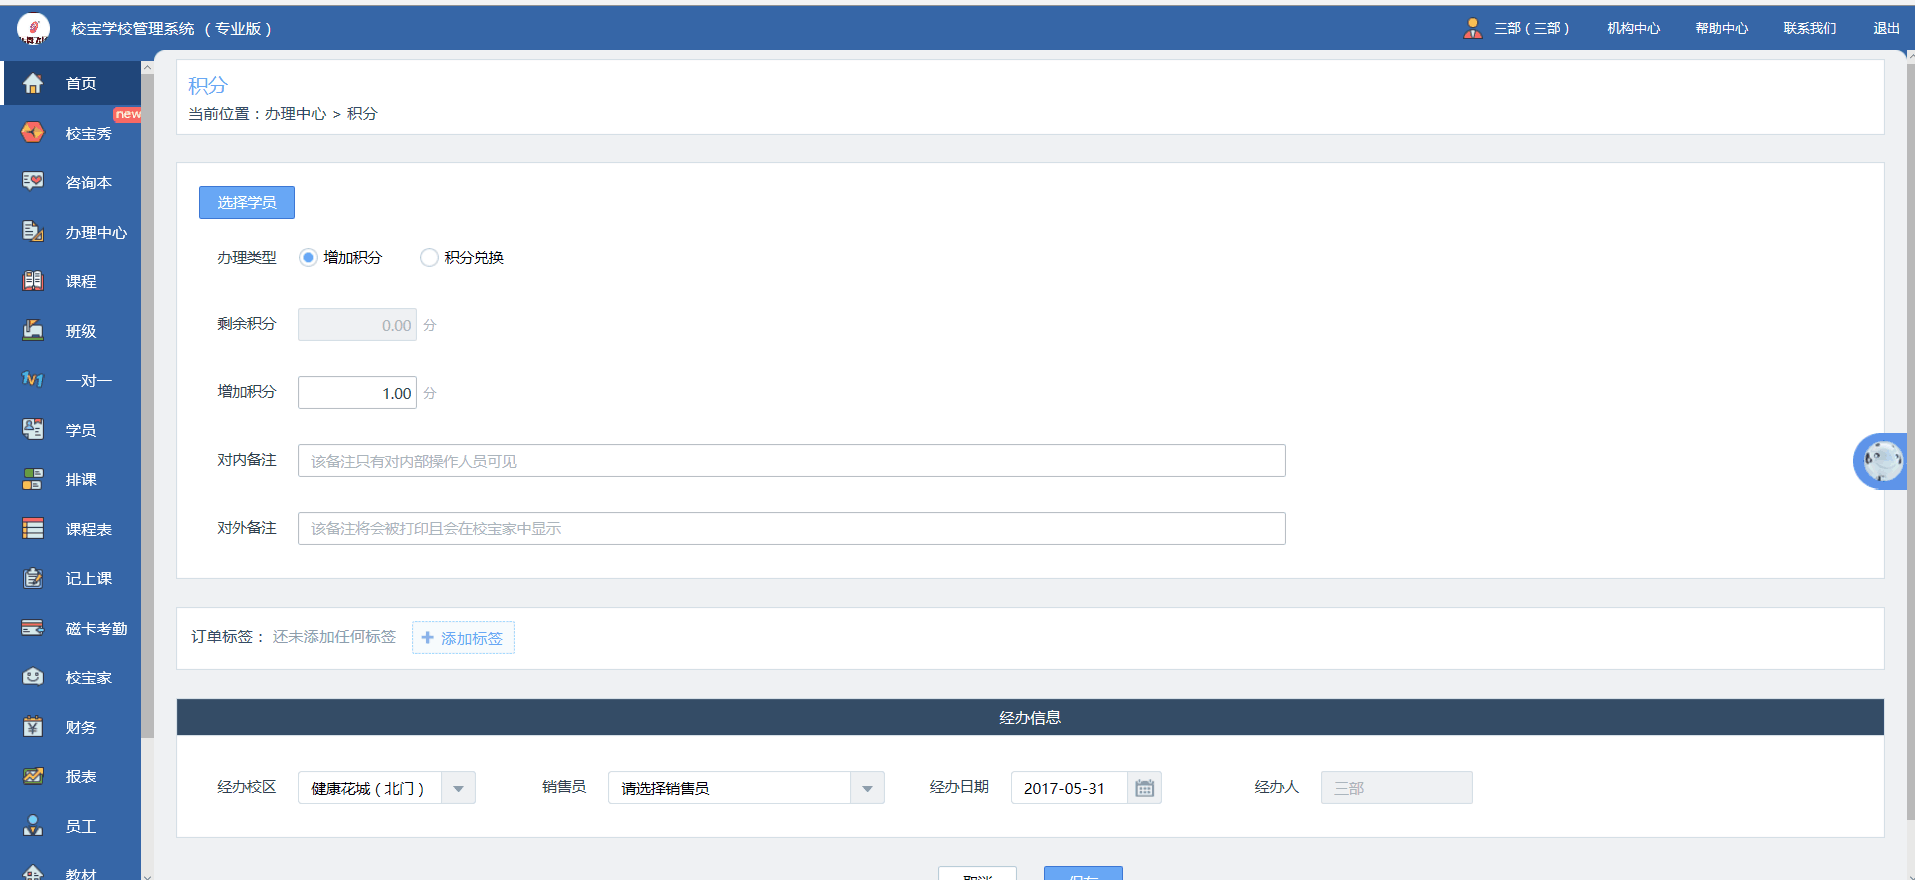 校宝学校管理系统 （专业版）
三部（三部）
机构中心
帮助中心
联系我们
退出
首页
new
校宝秀
咨询本
办理中心
课程
班级
一对一
学员
排课
课程表
记上课
磁卡考勤
校宝家
财务
报表
员工
教材
积分
当前位置：办理中心 > 积分
选择学员
办理类型 增加积分 积分兑换
剩余积分 0.00 分
增加积分 1.00 分
对内备注 该备注只有对内部操作人员可见
对外备注 该备注将会被打印且会在校宝家中显示
订单标签： 还未添加任何标签 + 添加标签
经办信息
经办校区 健康花城（北门） 销售员 请选择销售员 经办日期 2017-05-31 经办人 三部
取消 保存